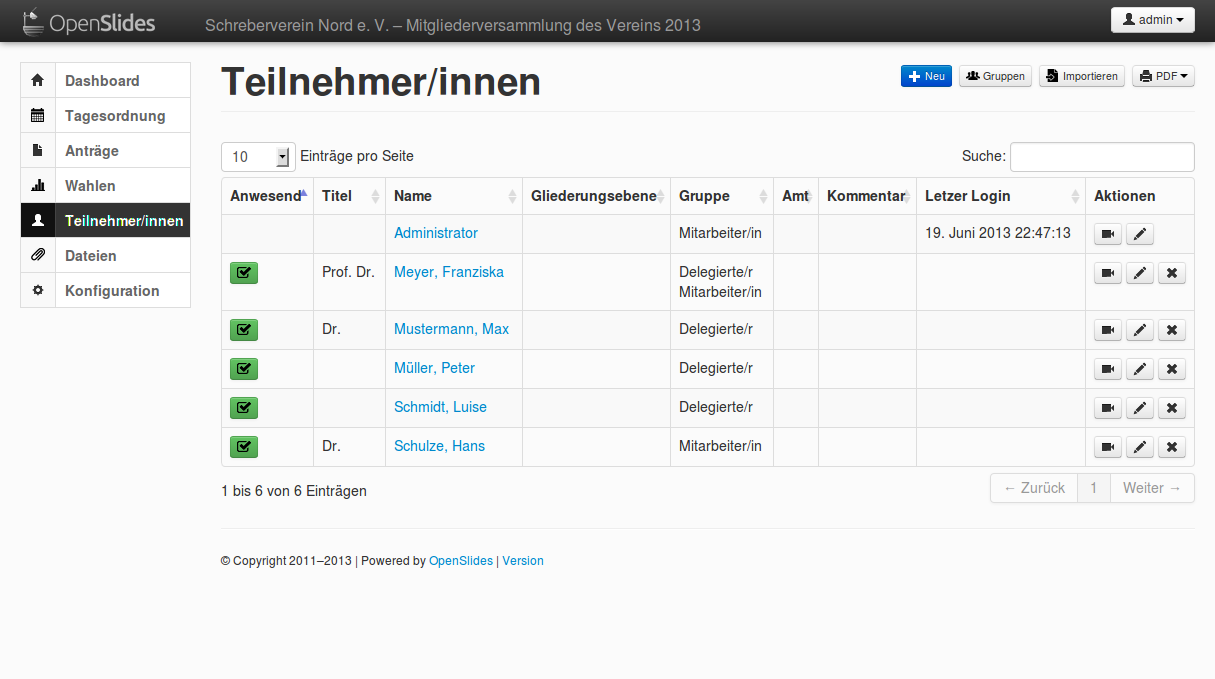 OpenSlides Schreberverein Nord e. V. – Mitgliederversammlung des Vereins 2013 admin
Dashboard
Tagesordnung
Anträge
Wahlen
Teilnehmer/innen
Dateien
Konfiguration
Teilnehmer/innen
Neu Gruppen Importieren PDF
10 Einträge pro Seite Suche:
Anwesend Titel Name Gliederungsebene Gruppe Amt Kommentar Letzer Login Aktionen
Administrator Mitarbeiter/in 19. Juni 2013 22:47:13
Prof. Dr. Meyer, Franziska Delegierte/r
Mitarbeiter/in
Dr. Mustermann, Max Delegierte/r
Müller, Peter Delegierte/r
Schmidt, Luise Delegierte/r
Dr. Schulze, Hans Mitarbeiter/in
1 bis 6 von 6 Einträgen ← Zurück 1 Weiter →
© Copyright 2011–2013 | Powered by OpenSlides | Version